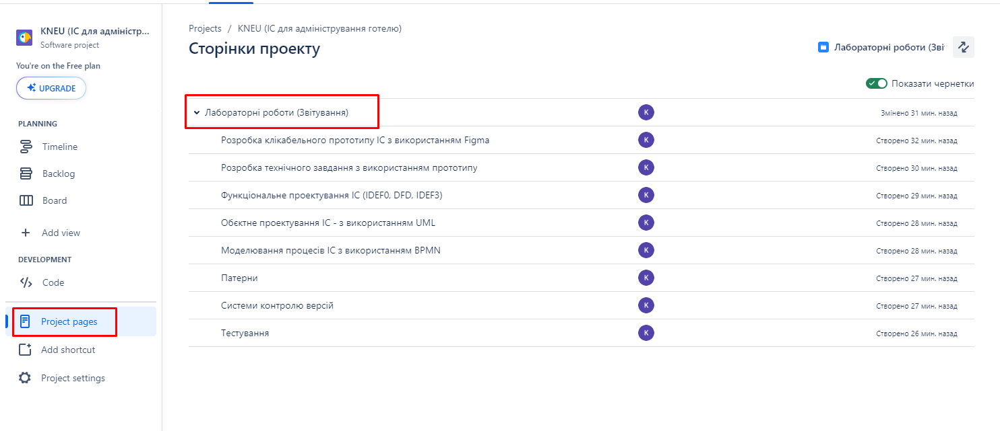 KNEU (ІС для адміністр...
Software project
You're on the Free plan
UPGRADE
PLANNING
Timeline
Backlog
Board
Add view
DEVELOPMENT
Code
Project pages
Add shortcut
Project settings
Projects / KNEU (ІС для адміністрування готелю)
Сторінки проекту
Лабораторні роботи (Зві
Показати чернетки
Лабораторні роботи (Звітування) K Змінено 31 мин. назад
Розробка клікабельного прототипу ІС з використанням Figma K Створено 32 мин. назад
Розробка технічного завдання з використанням прототипу K Створено 30 мин. назад
Функціональне проектування ІС (IDEF0, DFD, IDEF3) K Створено 29 мин. назад
Обєктне проектування ІС - з використанням UML K Створено 28 мин. назад
Моделювання процесів ІС з використанням BPMN K Створено 28 мин. назад
Патерни K Створено 27 мин. назад
Системи контролю версій K Створено 27 мин. назад
Тестування K Створено 26 мин. назад